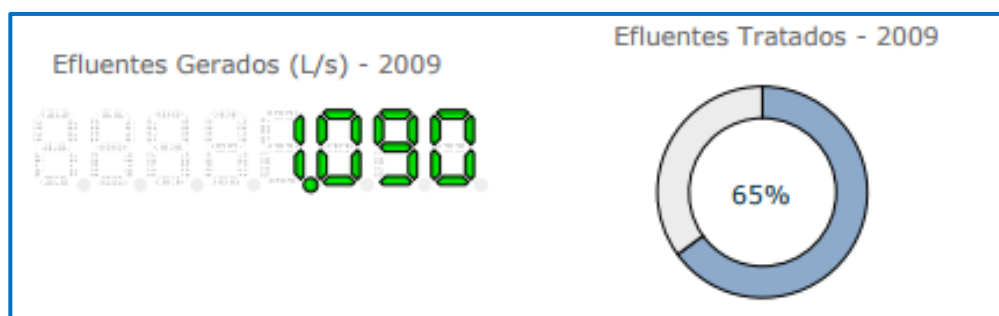 Efluentes Gerados (L/s) - 2009
1.090
Efluentes Tratados - 2009
65%